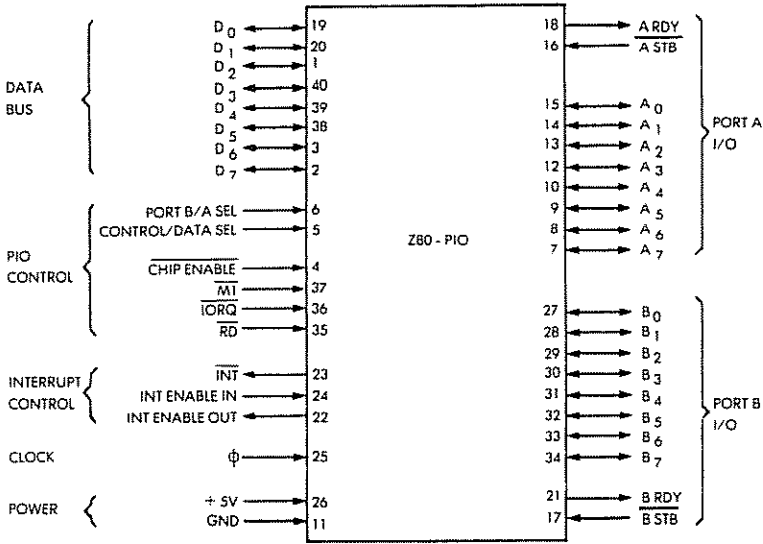 DATA BUS
D0 19
D1 20
D2 1
D3 40
D4 39
D5 38
D6 3
D7 2
PIO CONTROL
PORT B/A SEL 6
CONTROL/DATA SEL 5
CHIP ENABLE 4
M1 37
IORQ 36
RD 35
INTERRUPT CONTROL
INT 23
INT ENABLE IN 24
INT ENABLE OUT 22
CLOCK
ϕ 25
POWER
+ 5V 26
GND 11
Z80 - PIO
18 A RDY
16 A STB
15 A0
14 A1
13 A2
12 A3
10 A4
9 A5
8 A6
7 A7
PORT A
I/O
27 B0
28 B1
29 B2
30 B3
31 B4
32 B5
33 B6
34 B7
21 B RDY
17 B STB
PORT B
I/O